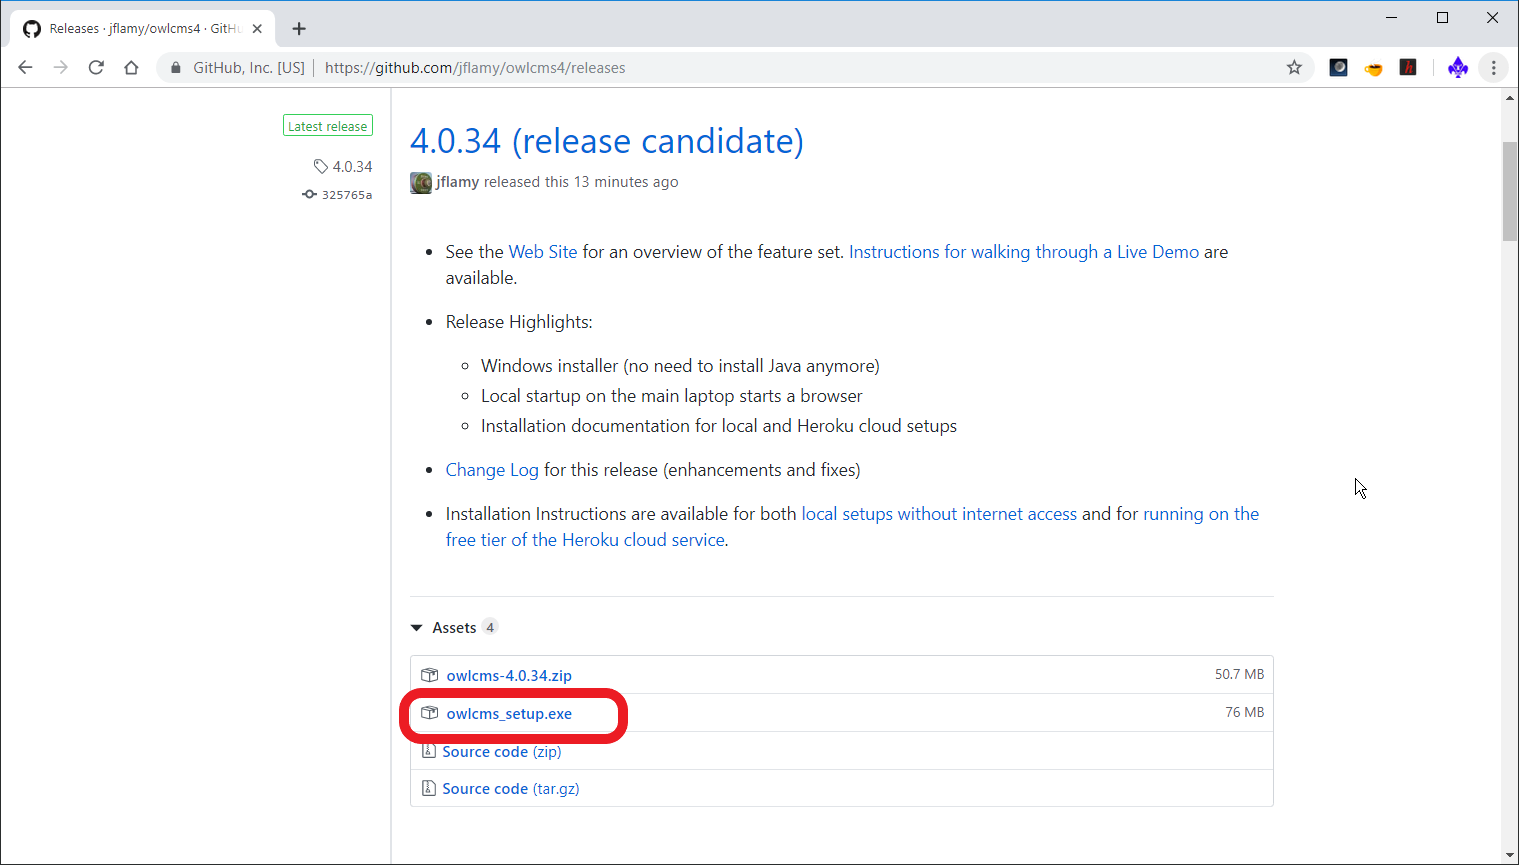 Releases · jflamy/owlcms4 · GitHu
GitHub, Inc. [US] https://github.com/jflamy/owlcms4/releases
Latest release
4.0.34
325765a
4.0.34 (release candidate)
jflamy released this 13 minutes ago
See the Web Site for an overview of the feature set. Instructions for walking through a Live Demo are
available.
Release Highlights:
Windows installer (no need to install Java anymore)
Local startup on the main laptop starts a browser
Installation documentation for local and Heroku cloud setups
Change Log for this release (enhancements and fixes)
Installation Instructions are available for both local setups without internet access and for running on the
free tier of the Heroku cloud service.
Assets 4
owlcms-4.0.34.zip 50.7 MB
owlcms_setup.exe 76 MB
Source code (zip)
Source code (tar.gz)